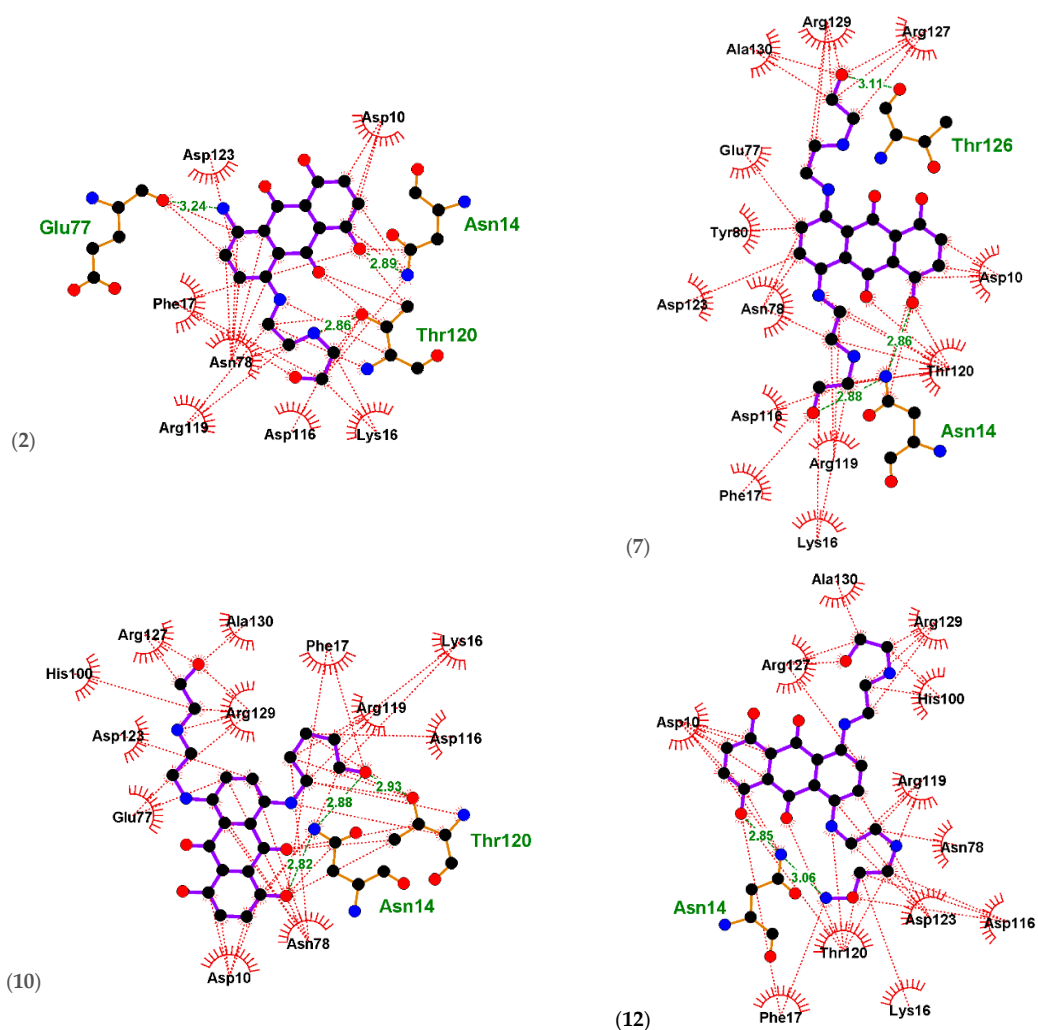 Asp10
Asp123
Glu77
3.24
Asn14
2.89
Phe17
2.86
Thr120
Asn78
Arg119
Asp116
Lys16
(2)
Arg129
Arg127
Ala130
3.11
Thr126
Glu77
Tyr80
Asp10
Asp123
Asn78
2.86
Thr120
Asp116
2.88
Asn14
Arg119
Phe17
Lys16
(7)
Ala130
Arg127
Phe17
Lys16
His100
Arg129
Arg119
Asp123
Asp116
2.93
2.88
Glu77
Thr120
2.82
Asn14
Asn78
Asp10
(10)
Ala130
Arg129
Arg127
His100
Asp10
Arg119
2.85
Asn78
3.06
Asn14
Asp123
Asp116
Thr120
Phe17
Lys16
(12)